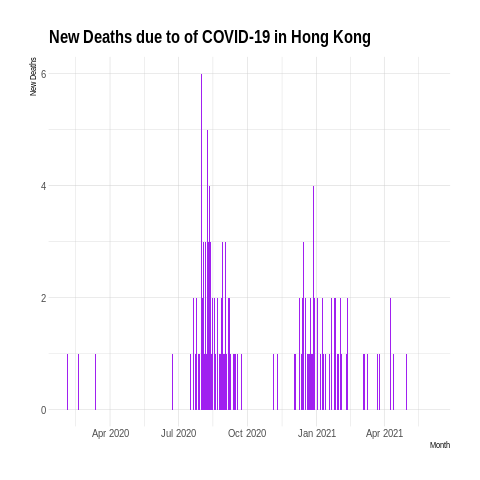 New Deaths due to of COVID-19 in Hong Kong
New Deaths
6
4
2
0
Apr 2020 Jul 2020 Oct 2020 Jan 2021 Apr 2021
Month